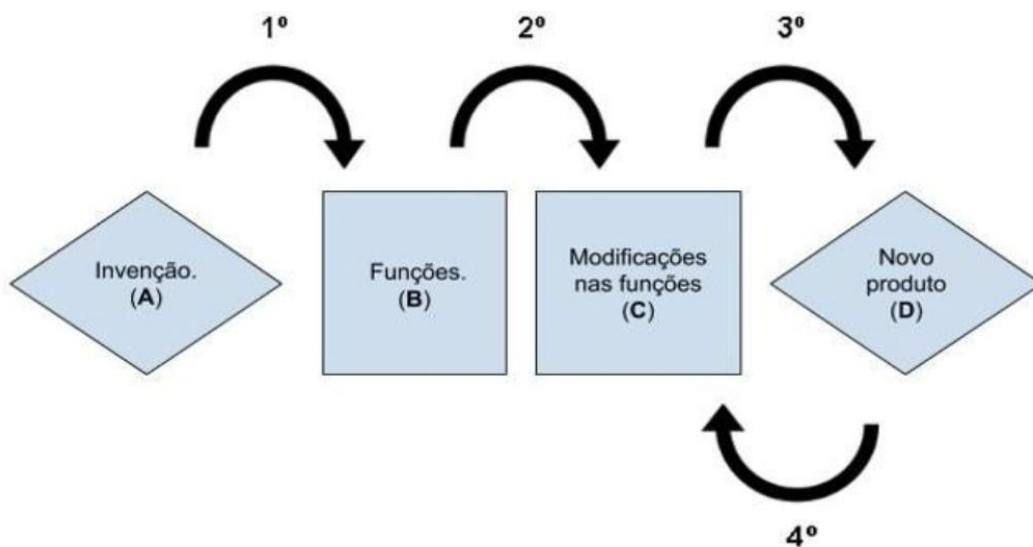 1º
2º
3º
Invenção.
(A)
Funções.
(B)
Modificações
nas funções
(C)
Novo
produto
(D)
4º